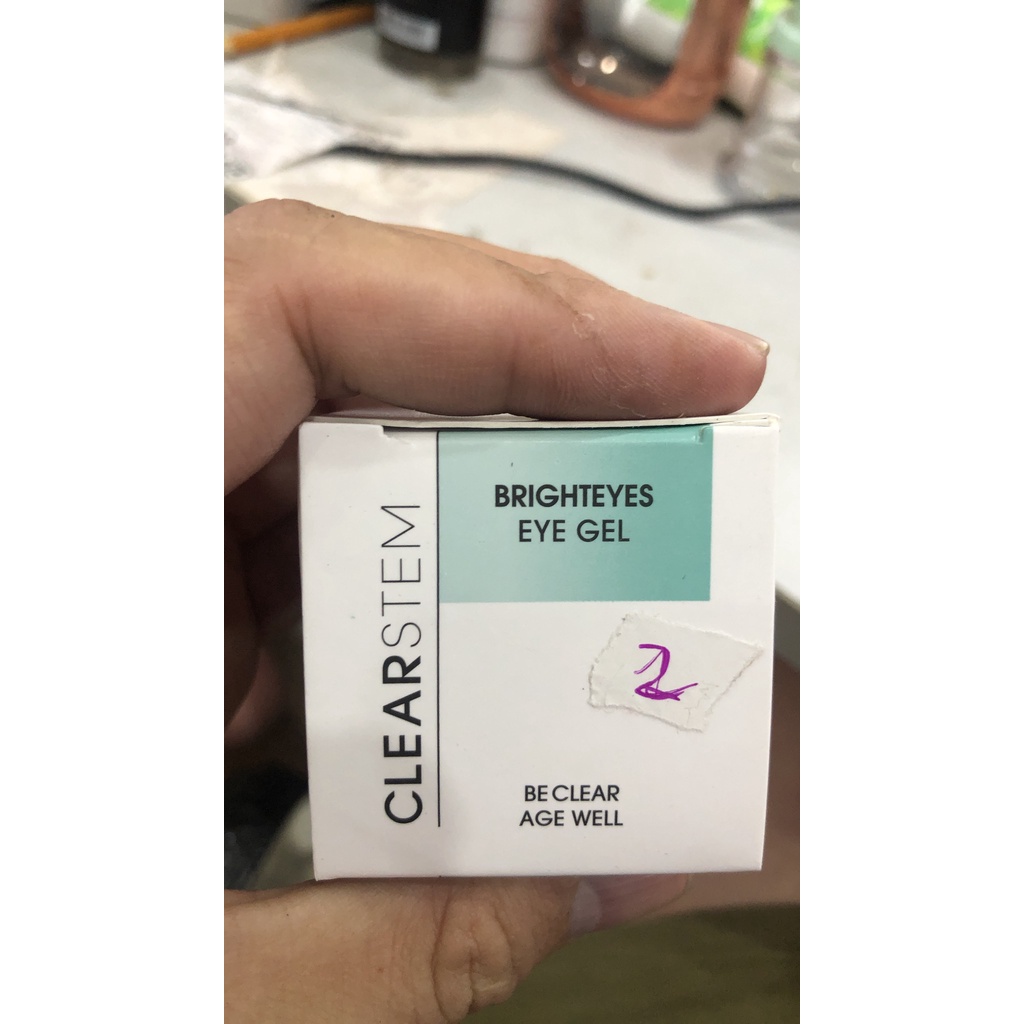 CLEARSTEM
BRIGHTEYES
EYE GEL
2
BE CLEAR
AGE WELL